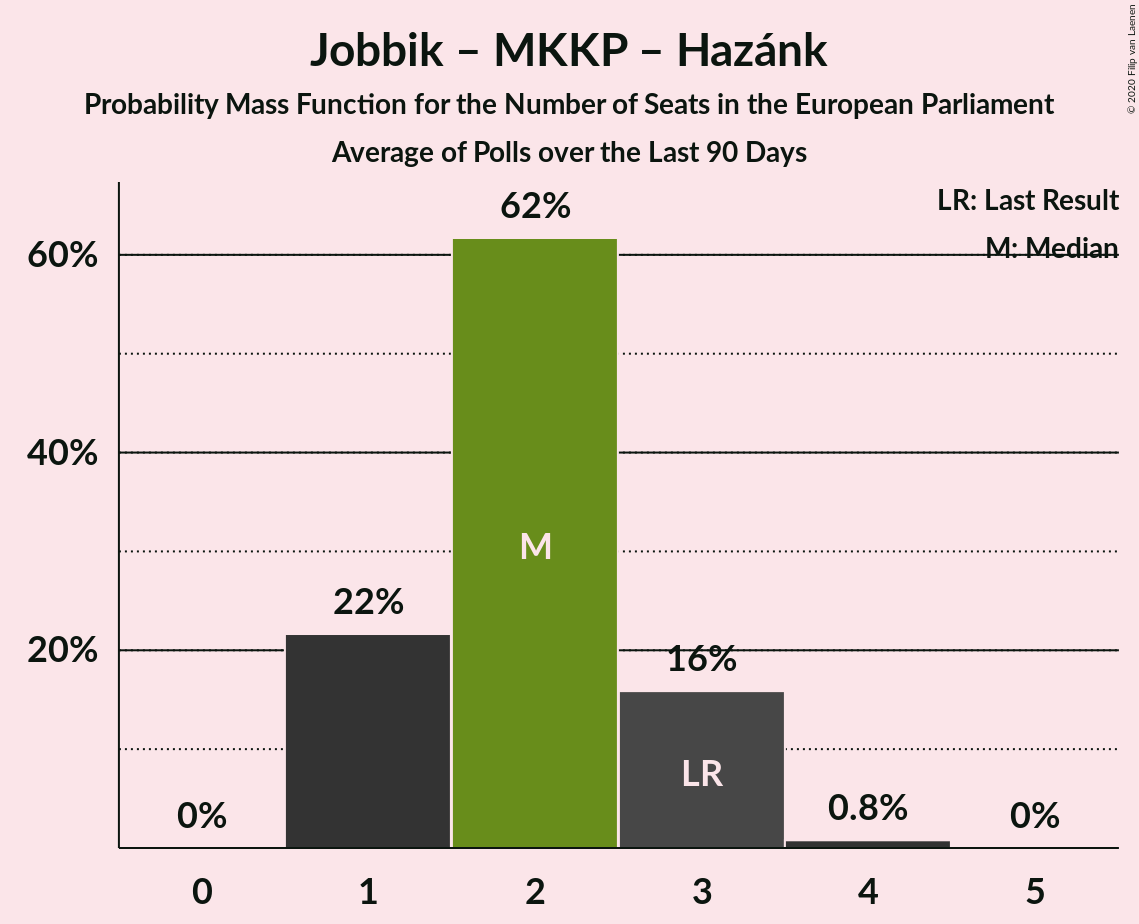 Jobbik – MKKP – Hazánk
Probability Mass Function for the Number of Seats in the European Parliament
Average of Polls over the Last 90 Days
© 2020 Filip van Laenen
LR: Last Result
M: Median
62%
60%
M
40%
22%
20%
16%
LR
0%
0.8%
0%
0 1 2 3 4 5